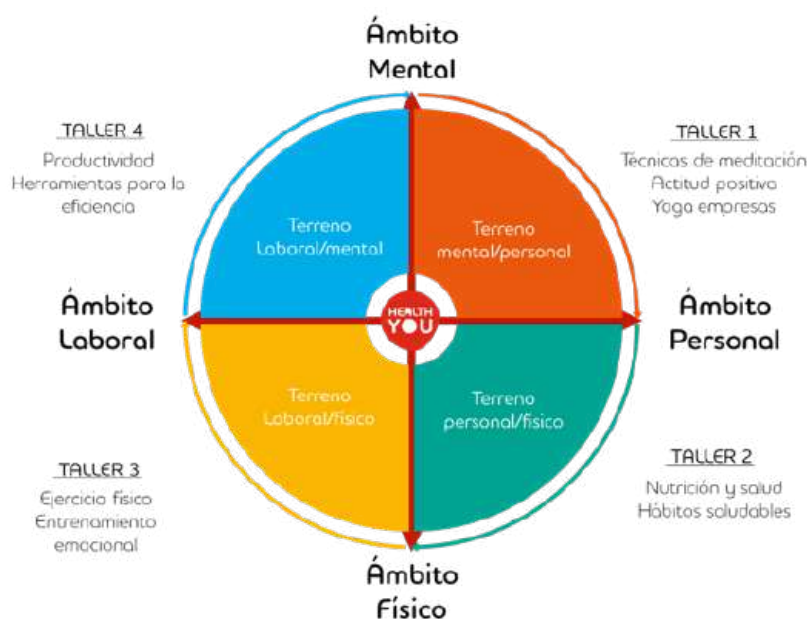 Ámbito
Mental
TALLER 4
Productividad
Herramientas para la
eficiencia
TALLER 1
Técnicas de meditación
Actitud positiva
Yoga empresas
Terreno
Laboral/mental
Terreno
mental/personal
Ámbito
Laboral
HEALTH
YOU
Ámbito
Personal
Terreno
Laboral/físico
Terreno
personal/físico
TALLER 3
Ejercicio físico
Entrenamiento
emocional
TALLER 2
Nutrición y salud
Hábitos saludables
Ámbito
Físico